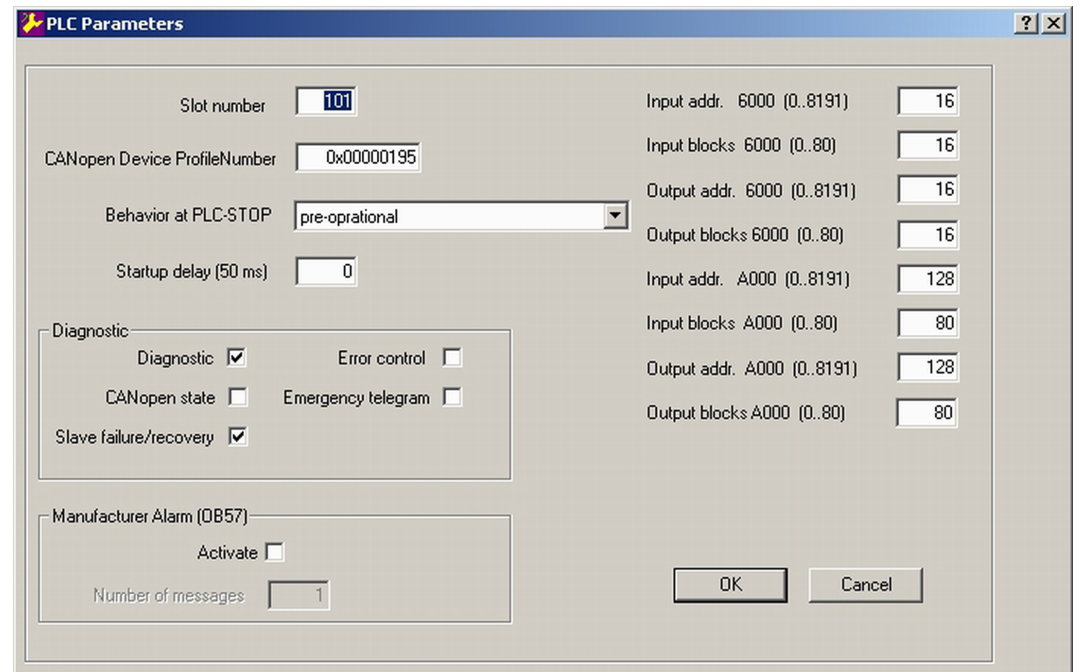 PLC Parameters
Slot number 101
CANopen Device ProfileNumber 0x00000195
Behavior at PLC-STOP pre-oprational
Startup delay (50 ms) 0
Diagnostic
Diagnostic Error control
CANopen state Emergency telegram
Slave failure/recovery
Manufacturer Alarm (OB57)
Activate
Number of messages 1
Input addr. 6000 (0..8191) 16
Input blocks 6000 (0..80) 16
Output addr. 6000 (0..8191) 16
Output blocks 6000 (0..80) 16
Input addr. A000 (0..8191) 128
Input blocks A000 (0..80) 80
Output addr. A000 (0..8191) 128
Output blocks A000 (0..80) 80
OK Cancel